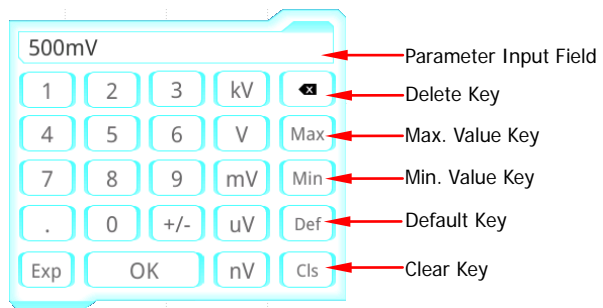 500mV
Parameter Input Field
1 2 3 kV
Delete Key
4 5 6 V Max
Max. Value Key
7 8 9 mV Min
Min. Value Key
. 0 +/- uV Def
Default Key
Exp OK nV Cls
Clear Key